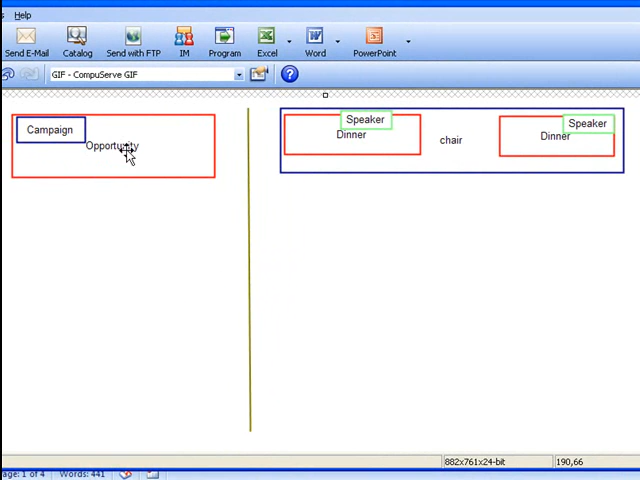 Help
Send E-Mail Catalog Send with FTP IM Program Excel Word PowerPoint
GIF - CompuServe GIF
Campaign
Opportunity
Speaker
Dinner
chair
Speaker
Dinner
882x761x24-bit 190,66
age: 1 of 4 Words: 441